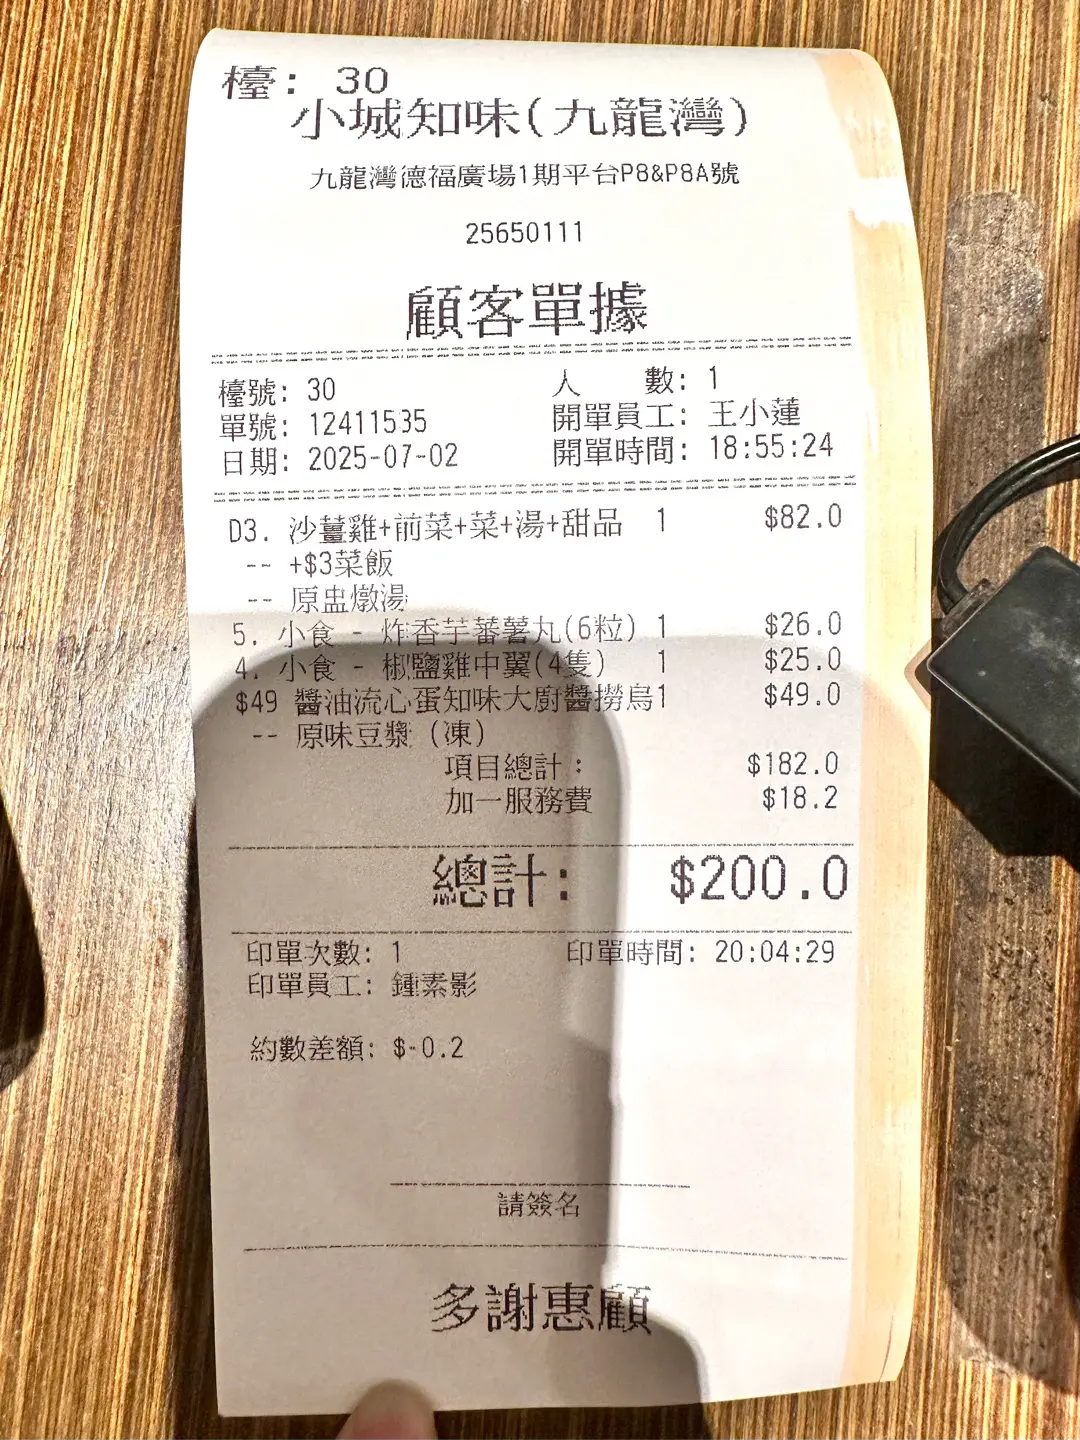 檯: 30
小城知味(九龍灣)
九龍灣德福廣場1期平台P8&P8A號
25650111
顧客單據
檯號: 30 人 數: 1
單號: 12411535 開單員工: 王小蓮
日期: 2025-07-02 開單時間: 18:55:24
D3. 沙薑雞+前菜+菜+湯+甜品 1 $82.0
-- +$3菜飯
-- 原盅燉湯
5. 小食 - 炸香芋蕃薯丸(6粒) 1 $26.0
4. 小食 - 椒鹽雞中翼(4隻) 1 $25.0
$49 醬油流心蛋知味大廚醬撈烏1 $49.0
-- 原味豆漿 (凍)
項目總計: $182.0
加一服務費 $18.2
總計: $200.0
印單次數: 1 印單時間: 20:04:29
印單員工: 鍾素影
約數差額: $-0.2
請簽名
多謝惠顧